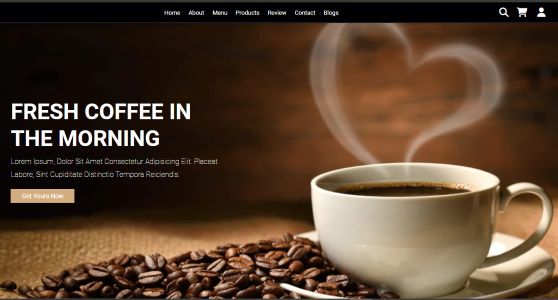 Home About Menu Products Review Contact Blogs
FRESH COFFEE IN
THE MORNING
Lorem Ipsum, Dolor Sit Amet Consectetur Adipisicing Elit. Placeat
Labore, Sint Cupiditate Distinctio Tempora Reiciendis.
Get Yours Now